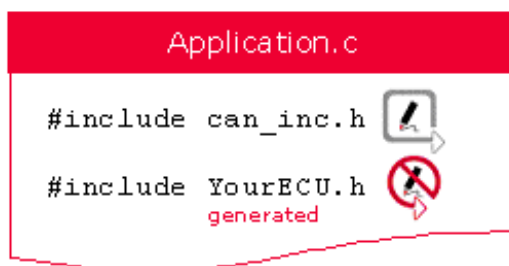 Application.c
#include can_inc.h
#include YourECU.h
generated